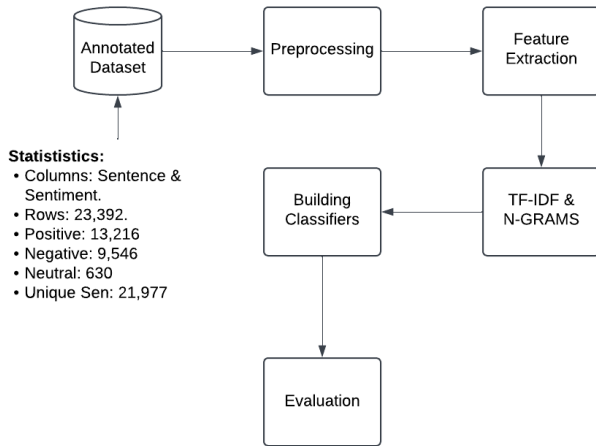 Annotated
Dataset
Preprocessing
Feature
Extraction
Statististics:
• Columns: Sentence &
Sentiment.
• Rows: 23,392.
• Positive: 13,216
• Negative: 9,546
• Neutral: 630
• Unique Sen: 21,977
Building
Classifiers
TF-IDF &
N-GRAMS
Evaluation